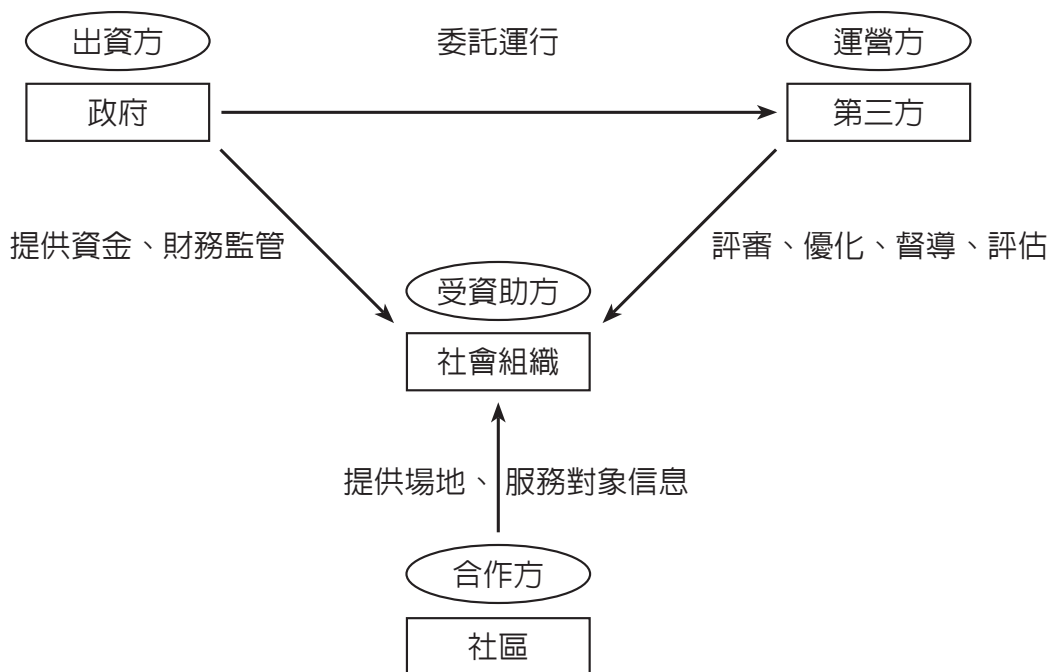 出資方
委託運行
運營方
政府
第三方
提供資金、財務監管
評審、優化、督導、評估
受資助方
社會組織
提供場地、服務對象信息
合作方
社區